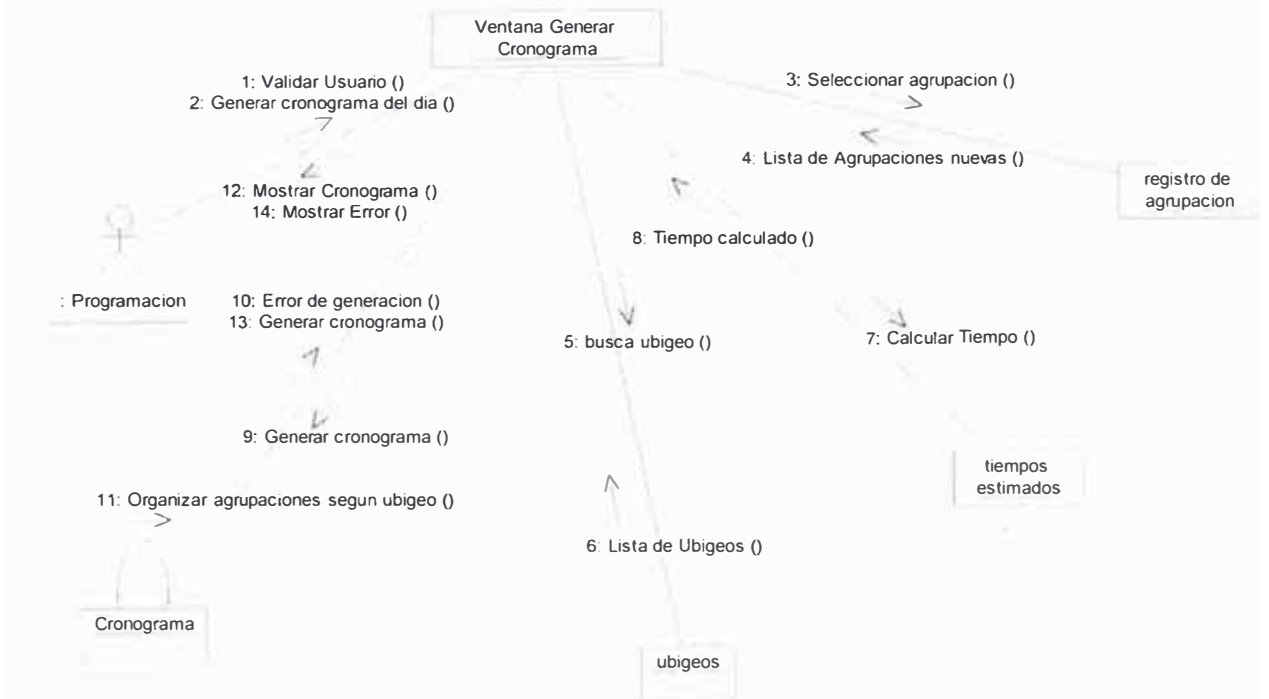 Ventana Generar
Cronograma
1: Validar Usuario ()
2: Generar cronograma del dia ()
3: Seleccionar agrupacion ()
4: Lista de Agrupaciones nuevas ()
registro de
agrupacion
12: Mostrar Cronograma ()
14: Mostrar Error ()
8: Tiempo calculado ()
: Programacion
10: Error de generacion ()
13: Generar cronograma ()
5: busca ubigeo ()
7: Calcular Tiempo ()
9: Generar cronograma ()
tiempos
estimados
11: Organizar agrupaciones segun ubigeo ()
6: Lista de Ubigeos ()
Cronograma
ubigeos